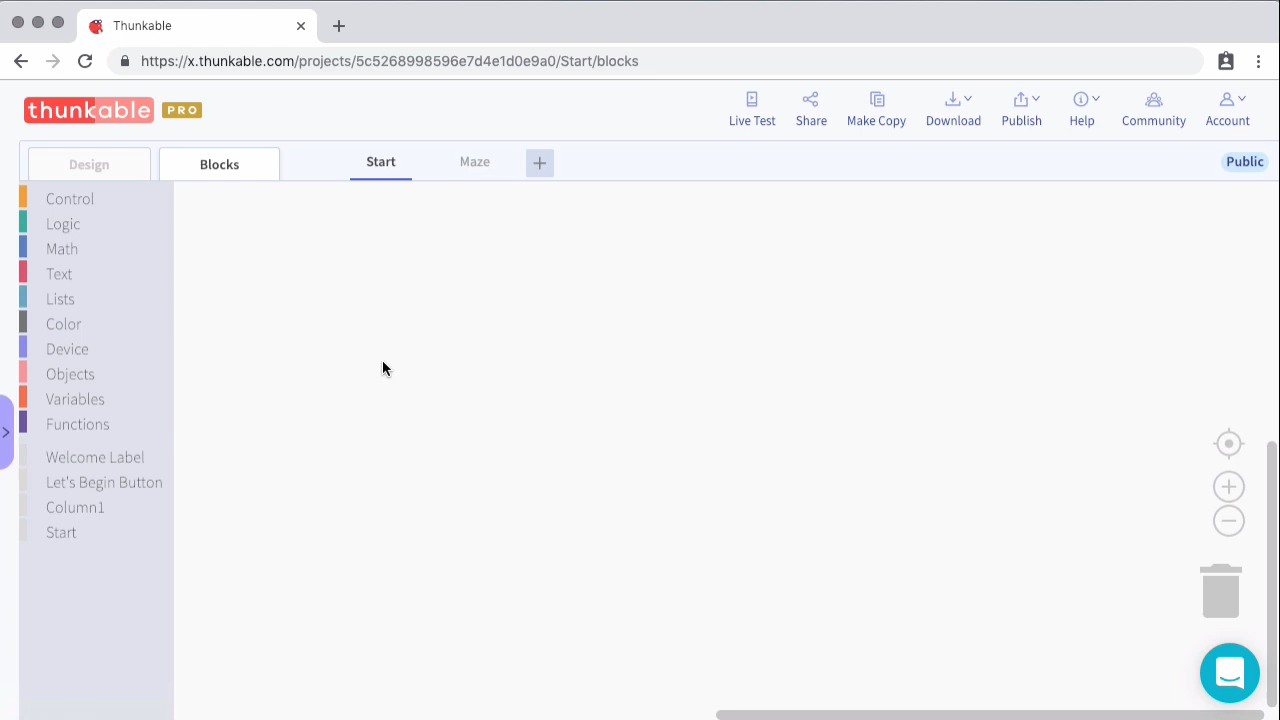 Thunkable
https://x.thunkable.com/projects/5c5268998596e7d4e1d0e9a0/Start/blocks
thunkable PRO
Live Test Share Make Copy Download Publish Help Community Account
Design Blocks Start Maze Public
Control
Logic
Math
Text
Lists
Color
Device
Objects
Variables
Functions
Welcome Label
Let's Begin Button
Column1
Start